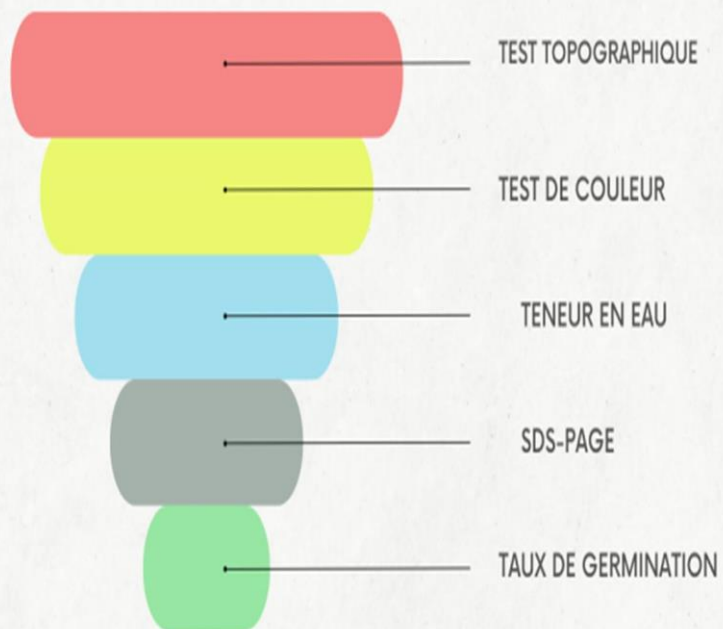 TEST TOPOGRAPHIQUE
TEST DE COULEUR
TENEUR EN EAU
SDS-PAGE
TAUX DE GERMINATION